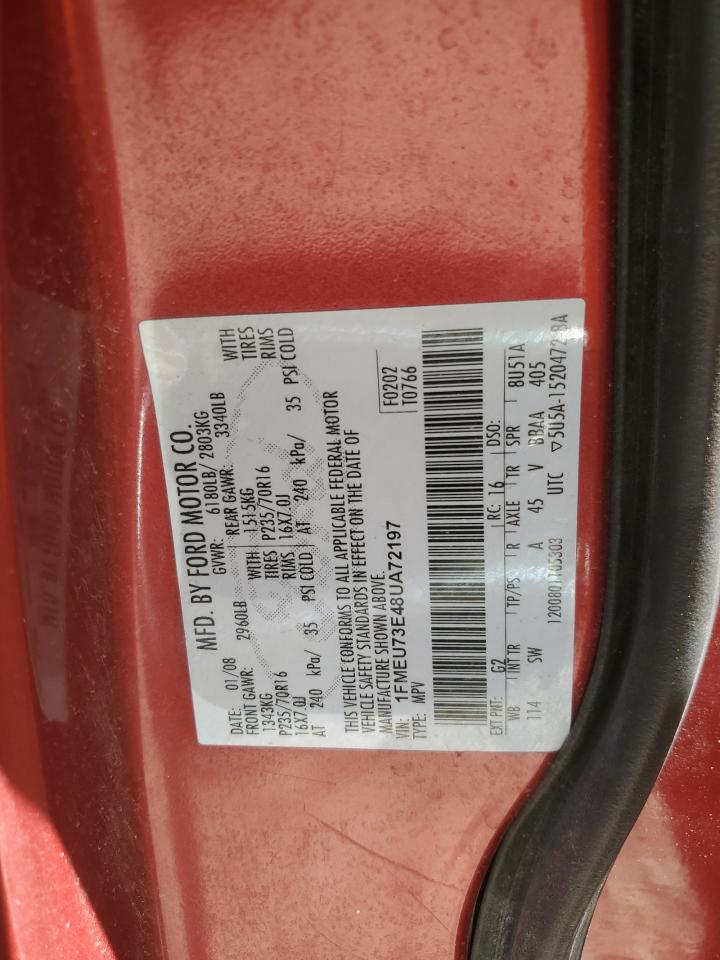 MFD. BY FORD MOTOR CO.
DATE: 01/08 GVWR: 6180LB/ 2803KG
FRONT GAWR: 2960LB REAR GAWR: 3340LB
1343KG WITH 1515KG WITH
P235/70R16 TIRES P235/70R16 TIRES
16X7.0J RIMS 16X7.0J RIMS
AT 240 kPa/ 35 PSI COLD AT 240 kPa/ 35 PSI COLD
THIS VEHICLE CONFORMS TO ALL APPLICABLE FEDERAL MOTOR
VEHICLE SAFETY STANDARDS IN EFFECT ON THE DATE OF
MANUFACTURE SHOWN ABOVE.
VIN: 1FMEU73E48UA72197
TYPE: MPV
F0202
T0766
EXT PNT: G2 RC: 16 DSO:
WB INT TR TP/PS R AXLE TR SPR 8U51A
114 SW A 45 V BBAA 405
UTC ▽5U5A-1520472